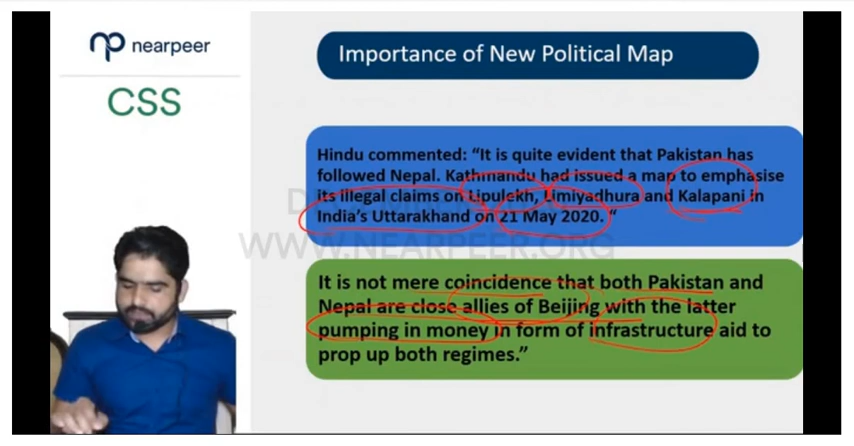 nearpeer
CSS
Importance of New Political Map
Hindu commented: “It is quite evident that Pakistan has
followed Nepal. Kathmandu had issued a map to emphasise
its illegal claims on Lipulekh, Limiyadhura and Kalapani in
India’s Uttarakhand on 21 May 2020. “
WWW.NEARPEER.ORG
It is not mere coincidence that both Pakistan and
Nepal are close allies of Beijing with the latter
pumping in money in form of infrastructure aid to
prop up both regimes.”